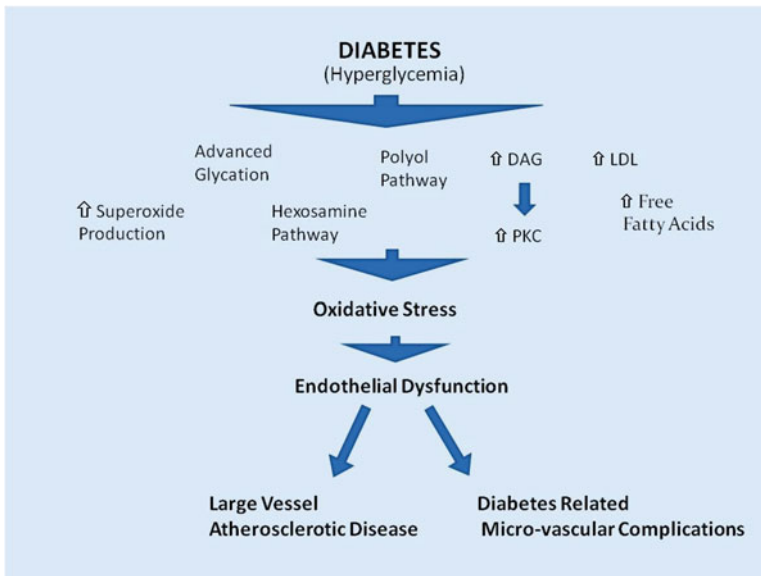 DIABETES
(Hyperglycemia)
Advanced
Glycation
Polyol
Pathway
⇧ DAG
⇧ LDL
⇧ Superoxide
Production
Hexosamine
Pathway
⇧ PKC
⇧ Free
Fatty Acids
Oxidative Stress
Endothelial Dysfunction
Large Vessel
Atherosclerotic Disease
Diabetes Related
Micro-vascular Complications